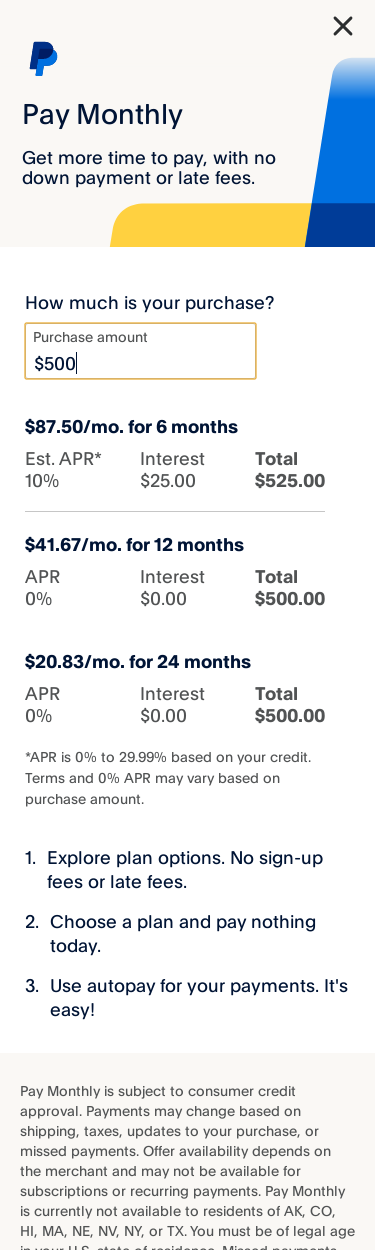 Pay Monthly
Get more time to pay, with no
down payment or late fees.
How much is your purchase?
Purchase amount
$500
$87.50/mo. for 6 months
Est. APR* Interest Total
10% $25.00 $525.00
$41.67/mo. for 12 months
APR Interest Total
0% $0.00 $500.00
$20.83/mo. for 24 months
APR Interest Total
0% $0.00 $500.00
*APR is 0% to 29.99% based on your credit.
Terms and 0% APR may vary based on
purchase amount.
1. Explore plan options. No sign-up
fees or late fees.
2. Choose a plan and pay nothing
today.
3. Use autopay for your payments. It's
easy!
Pay Monthly is subject to consumer credit
approval. Payments may change based on
shipping, taxes, updates to your purchase, or
missed payments. Offer availability depends on
the merchant and may not be available for
subscriptions or recurring payments. Pay Monthly
is currently not available to residents of AK, CO,
HI, MA, NE, NV, NY, or TX. You must be of legal age
in your U.S. state of residence. Missed payments